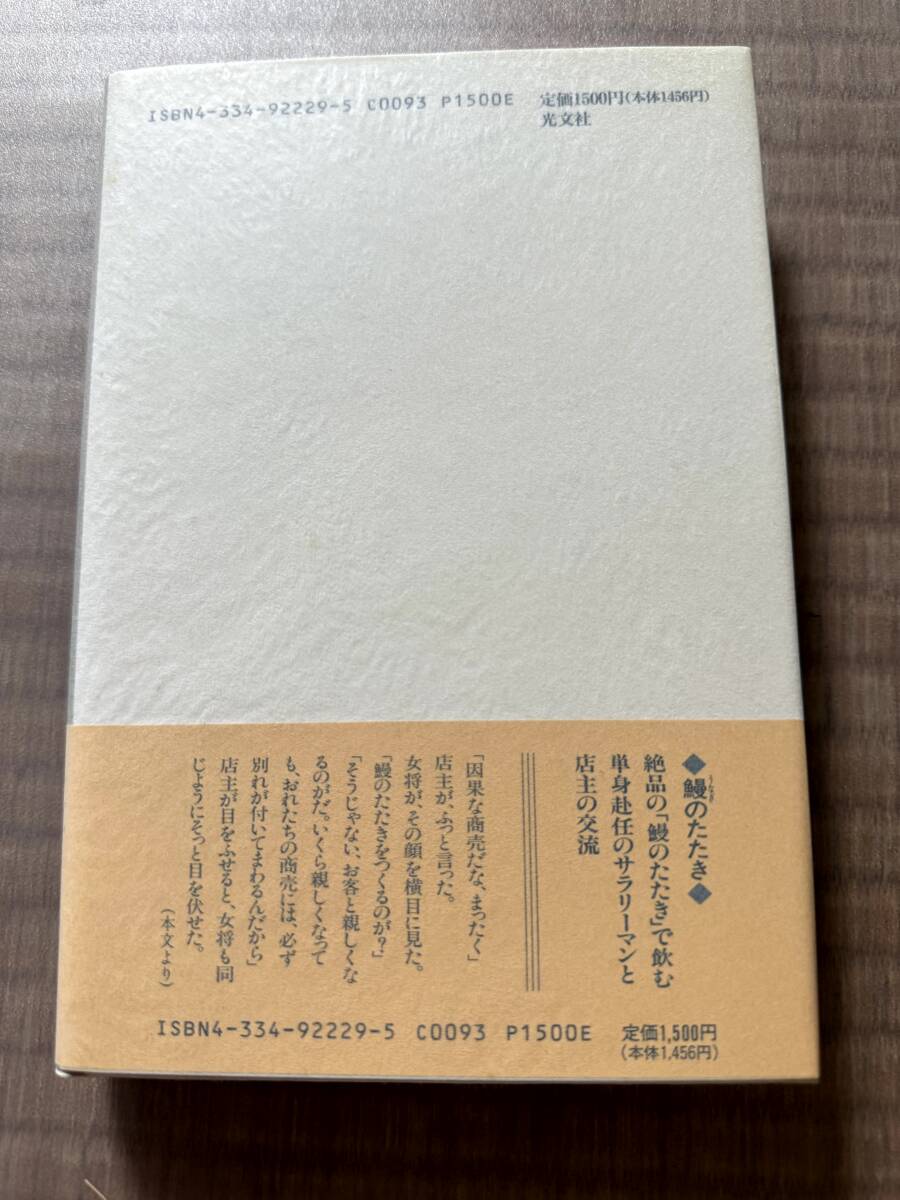 ISBN4-334-92229-5 C0093 P1500E 定価1500円(本体1456円)
光文社
◆鰻のたたき◆
うなぎ
絶品の「鰻のたたき」で飲む
単身赴任のサラリーマンと
店主の交流
「因果な商売だな、まったく」
店主が、ふっと言った。
女将が、その顔を横目に見た。
「鰻のたたきをつくるのが?」
「そうじゃない、お客と親しくな
るのがだ。いくら親しくなって
も、おれたちの商売には、必ず
別れが付いてまわるんだから」
店主が目をふせると、女将も同
じようにそっと目を伏せた。
(本文より)
ISBN4-334-92229-5 C0093 P1500E 定価1,500円
(本体1,456円)